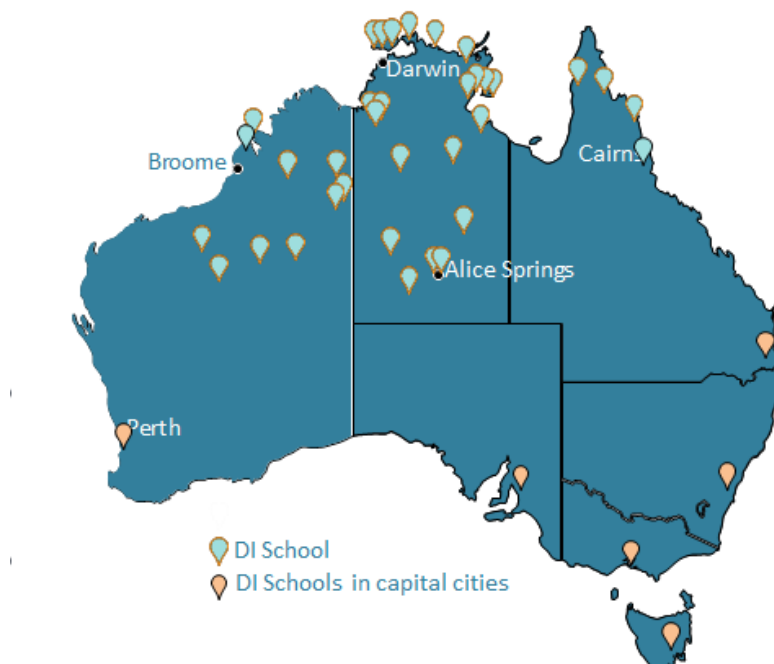 Darwin
Broome
Cairns
Alice Springs
Perth
DI School
DI Schools in capital cities